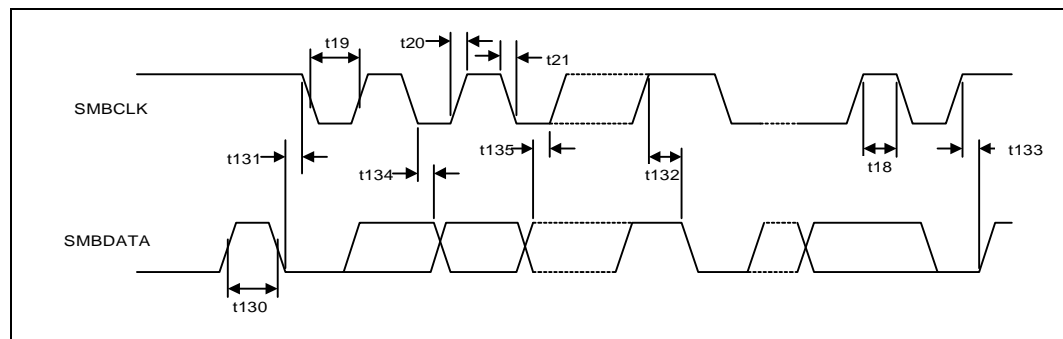 t19
t20
t21
SMBCLK
t131
t134
t135
t132
t18
t133
SMBDATA
t130